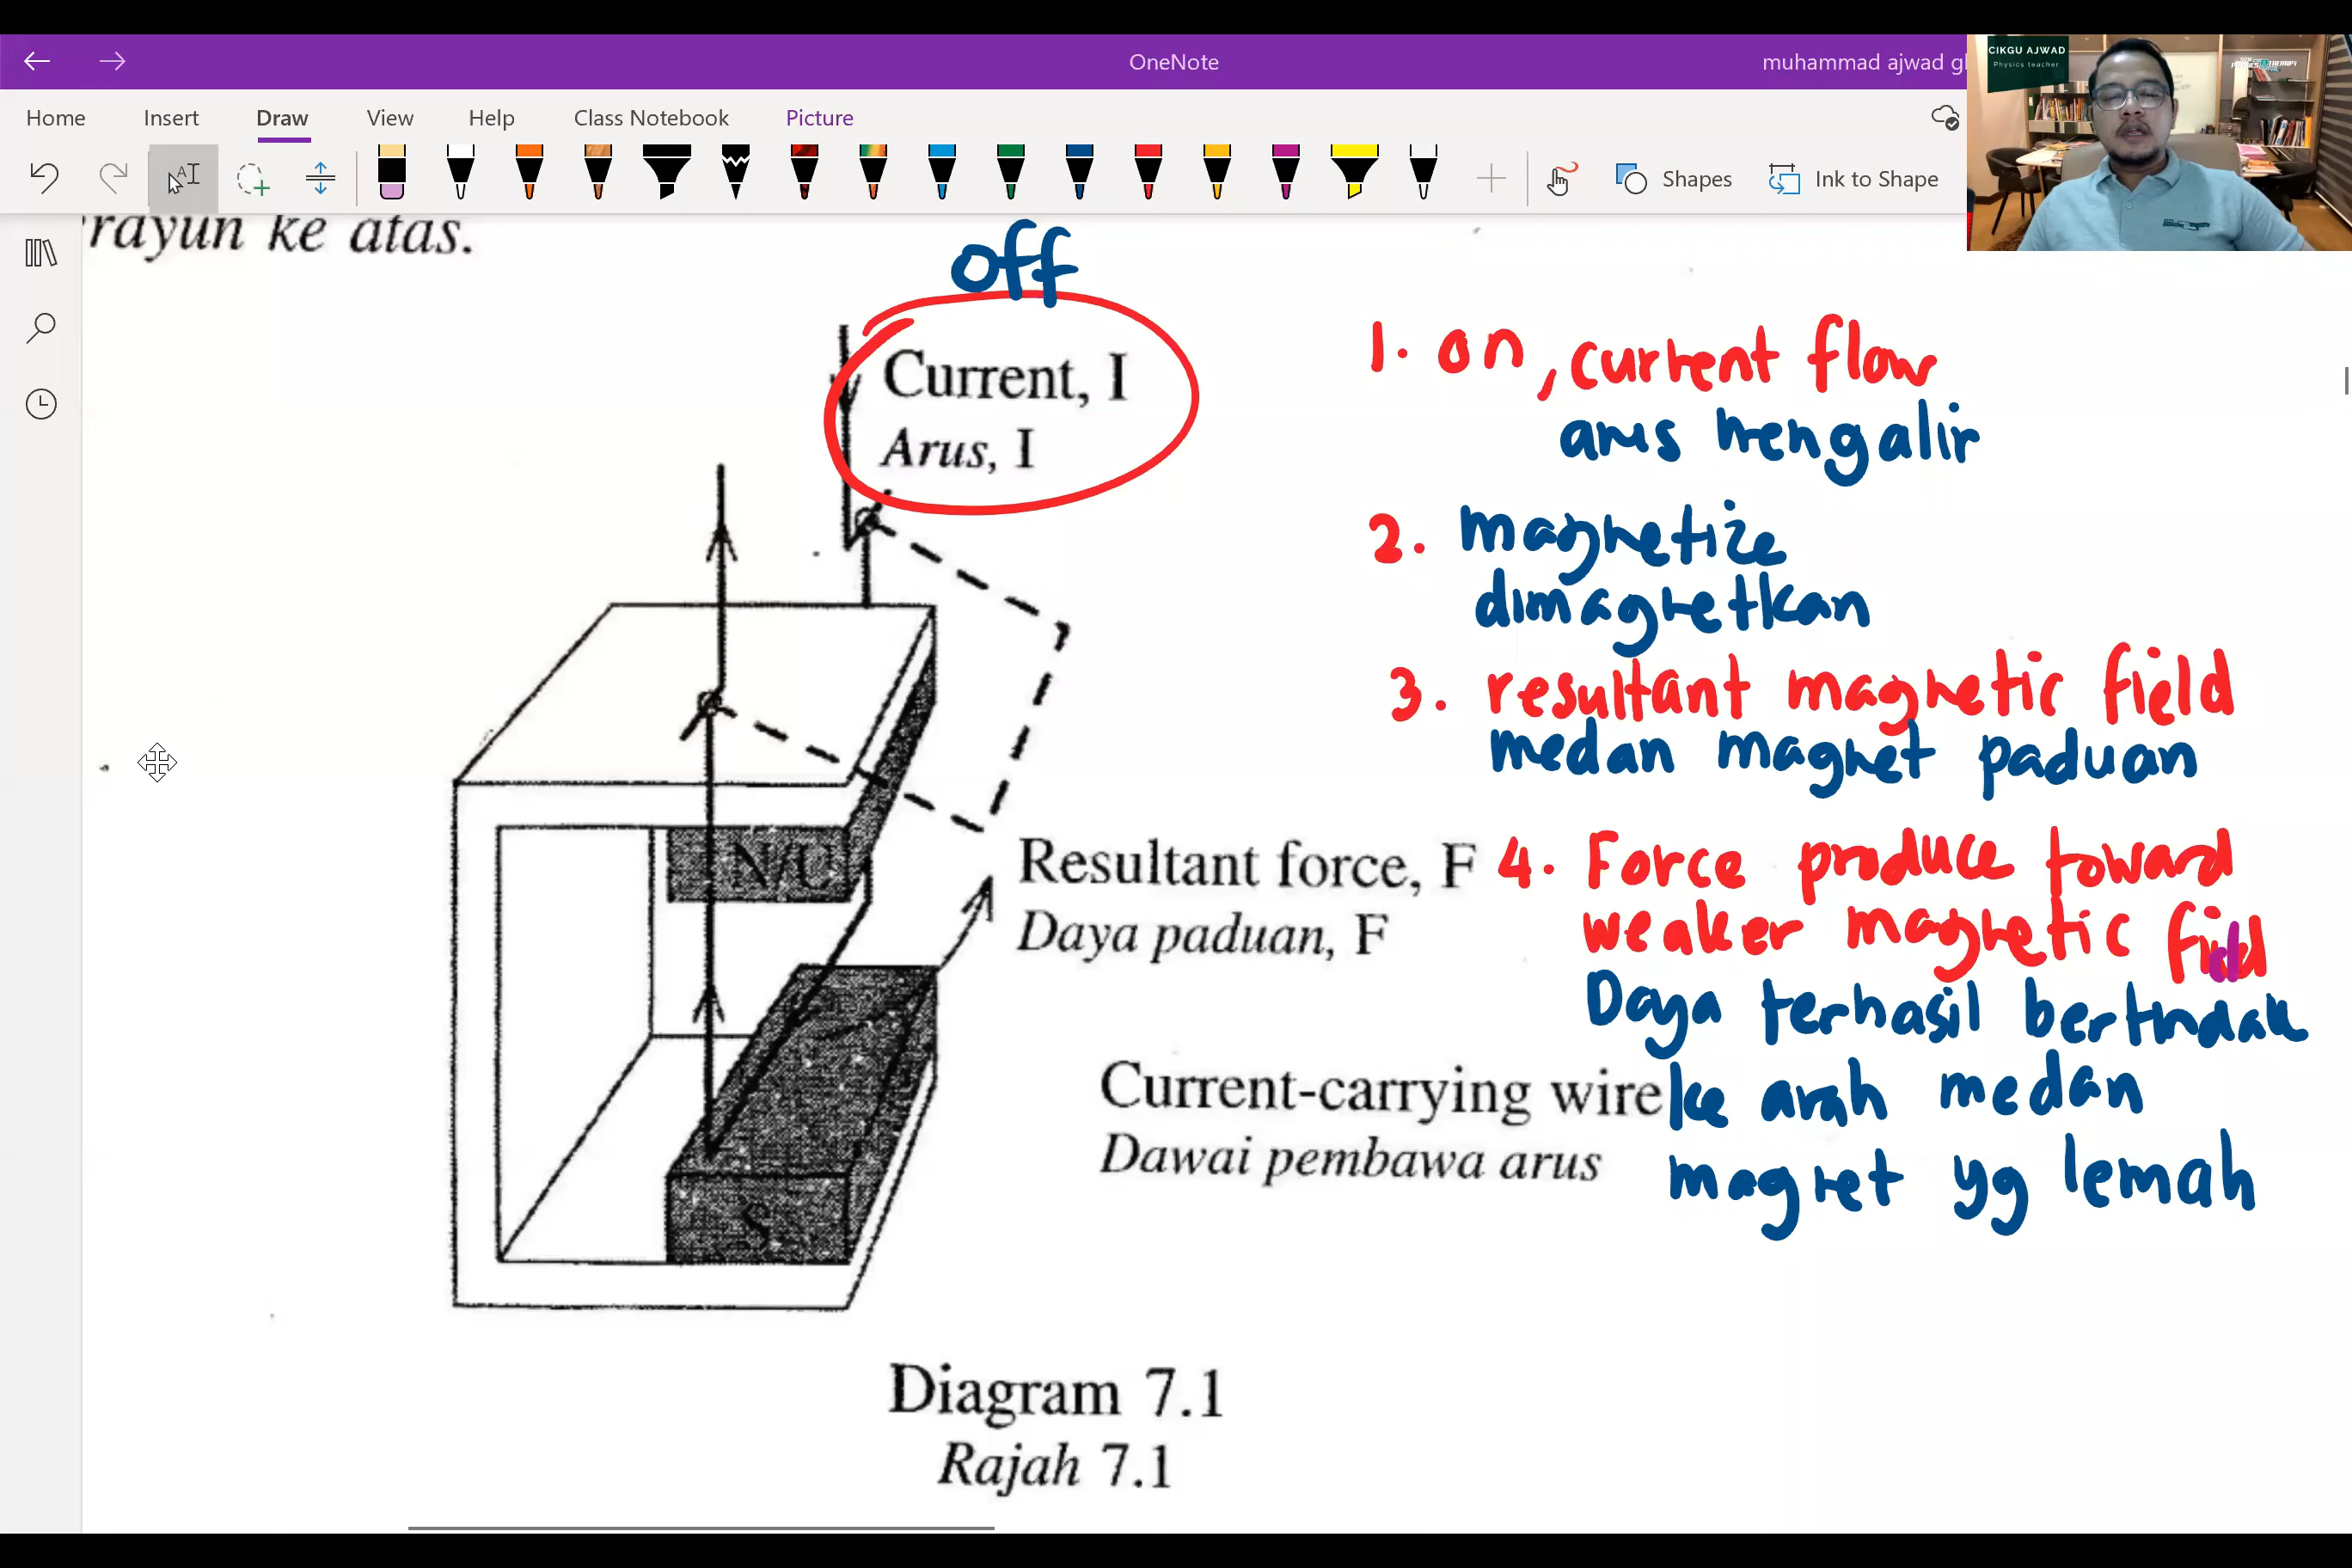 OneNote
muhammad ajwad gl
CIKGU AJWAD
Physics teacher
Home
Insert
Draw
View
Help
Class Notebook
Picture
Shapes
Ink to Shape
rayun ke atas.
off
Current, I
Arus, I
1. on, current flow
arus mengalir
2. magnetize
dimagnetkan
3. resultant magnetic field
medan magnet paduan
N/U
Resultant force, F
Daya paduan, F
4. Force produce toward
weaker magnetic field
Daya terhasil bertindak
ke arah medan
magnet yg lemah
Current-carrying wire
Dawai pembawa arus
S
Diagram 7.1
Rajah 7.1